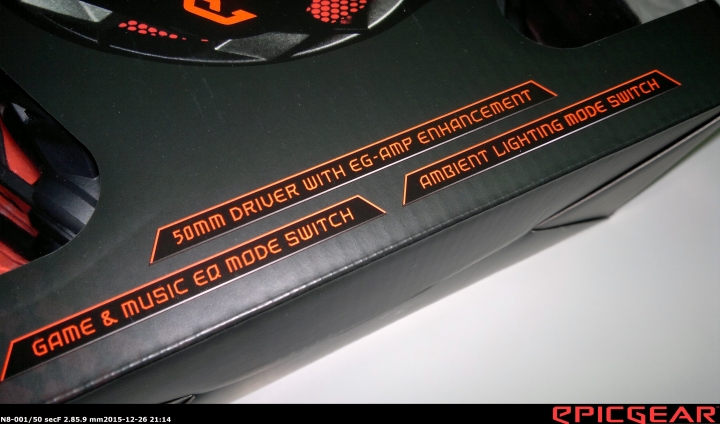 50MM DRIVER WITH EG-AMP ENHANCEMENT
AMBIENT LIGHTING MODE SWITCH
GAME & MUSIC EQ MODE SWITCH
N8-001/50 secF 2.85.9 mm2015-12-26 21:14
EPICGEAR